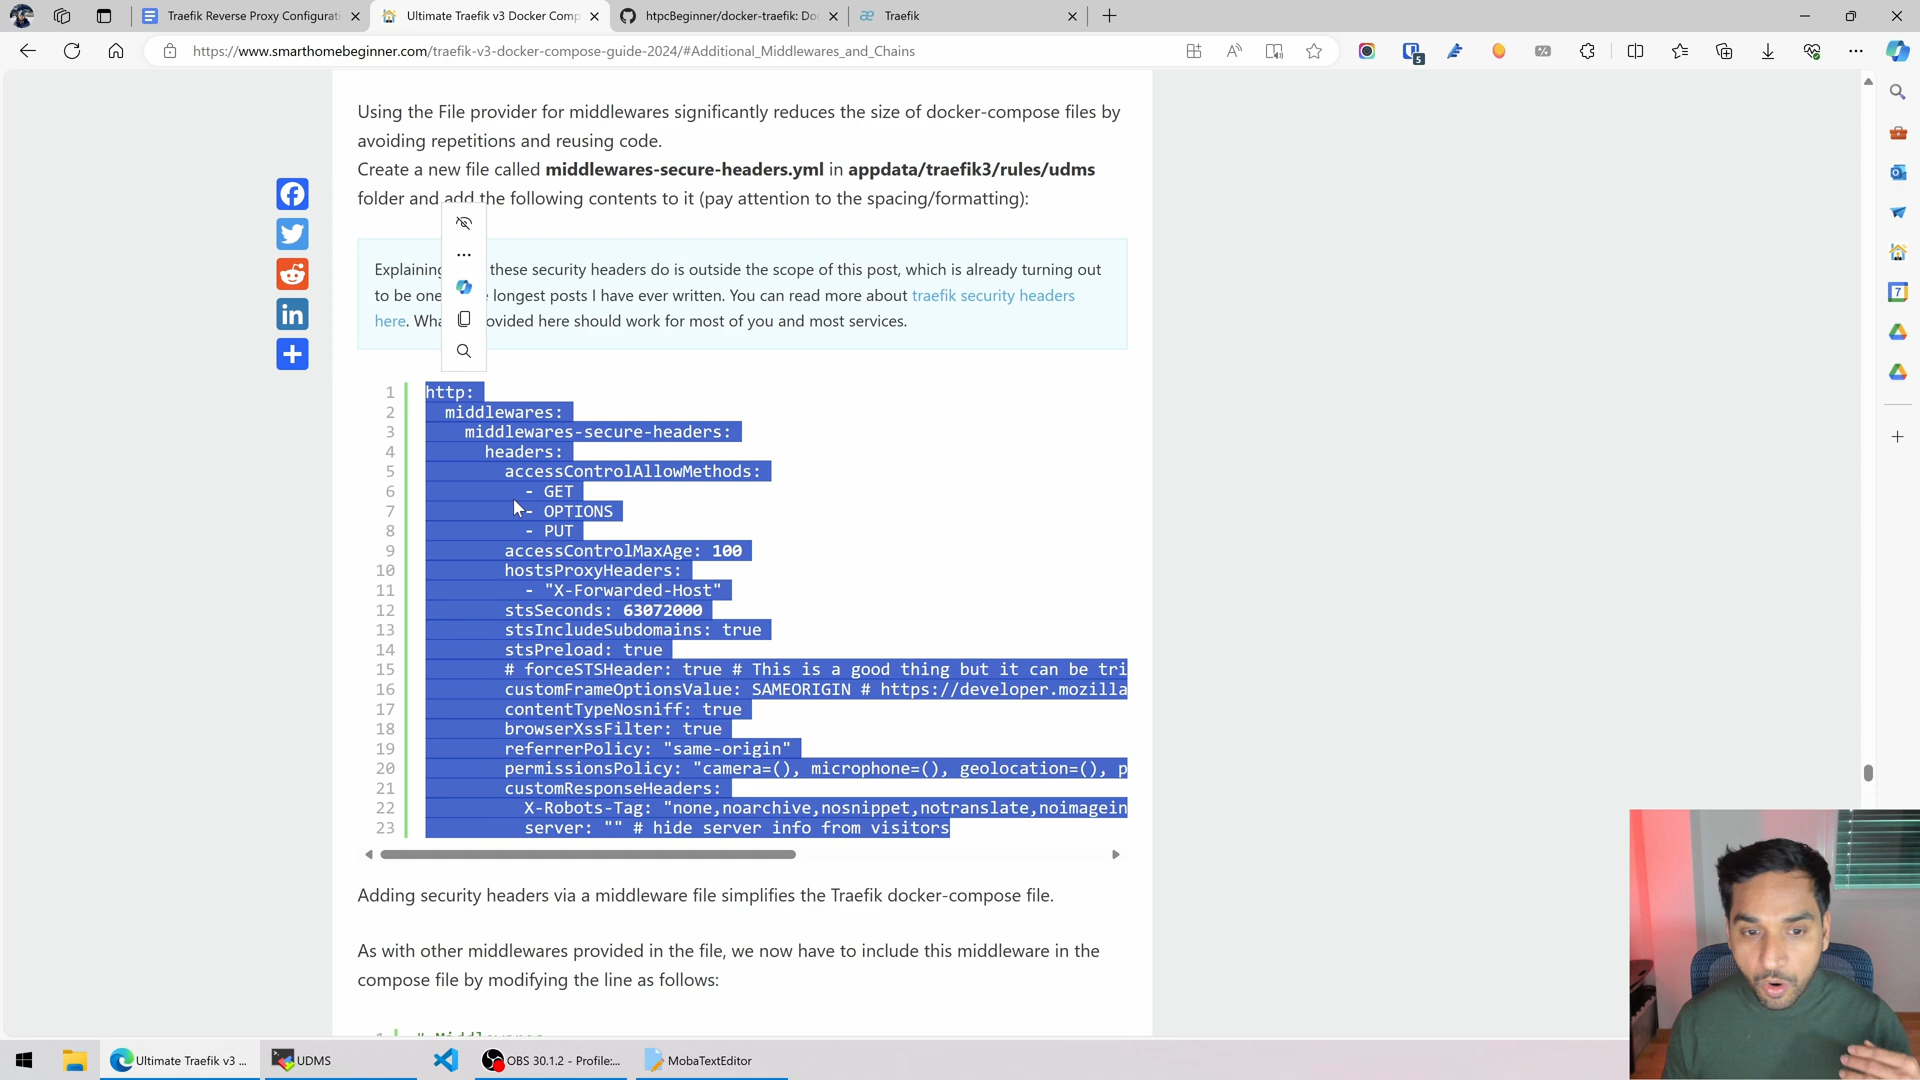 Traefik Reverse Proxy Configurati
Ultimate Traefik v3 Docker Comp
htpcBeginner/docker-traefik: Doc
Traefik
https://www.smarthomebeginner.com/traefik-v3-docker-compose-guide-2024/#Additional_Middlewares_and_Chains
Using the File provider for middlewares significantly reduces the size of docker-compose files by
avoiding repetitions and reusing code.
Create a new file called middlewares-secure-headers.yml in appdata/traefik3/rules/udms
folder and add the following contents to it (pay attention to the spacing/formatting):
Explaining these security headers do is outside the scope of this post, which is already turning out
to be one longest posts I have ever written. You can read more about traefik security headers
here. Wha ovided here should work for most of you and most services.
1 http:
2 middlewares:
3 middlewares-secure-headers:
4 headers:
5 accessControlAllowMethods:
6 - GET
7 - OPTIONS
8 - PUT
9 accessControlMaxAge: 100
10 hostsProxyHeaders:
11 - "X-Forwarded-Host"
12 stsSeconds: 63072000
13 stsIncludeSubdomains: true
14 stsPreload: true
15 # forceSTSHeader: true # This is a good thing but it can be tri
16 customFrameOptionsValue: SAMEORIGIN # https://developer.mozilla
17 contentTypeNosniff: true
18 browserXssFilter: true
19 referrerPolicy: "same-origin"
20 permissionsPolicy: "camera=(), microphone=(), geolocation=(), p
21 customResponseHeaders:
22 X-Robots-Tag: "none,noarchive,nosnippet,notranslate,noimagein
23 server: "" # hide server info from visitors
Adding security headers via a middleware file simplifies the Traefik docker-compose file.
As with other middlewares provided in the file, we now have to include this middleware in the
compose file by modifying the line as follows:
Ultimate Traefik v3 ...
UDMS
OBS 30.1.2 - Profile:...
MobaTextEditor